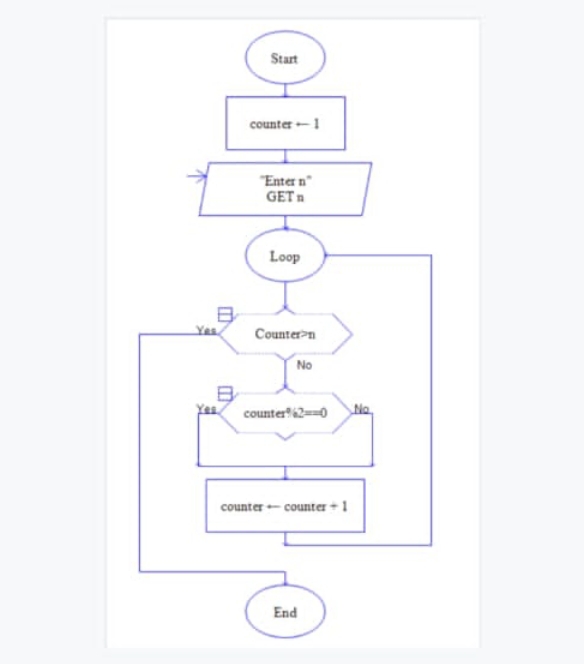 Start
counter ← 1
"Enter n"
GET n
Loop
Yes
Counter>n
No
Yes
counter%2==0
No
counter ← counter + 1
End